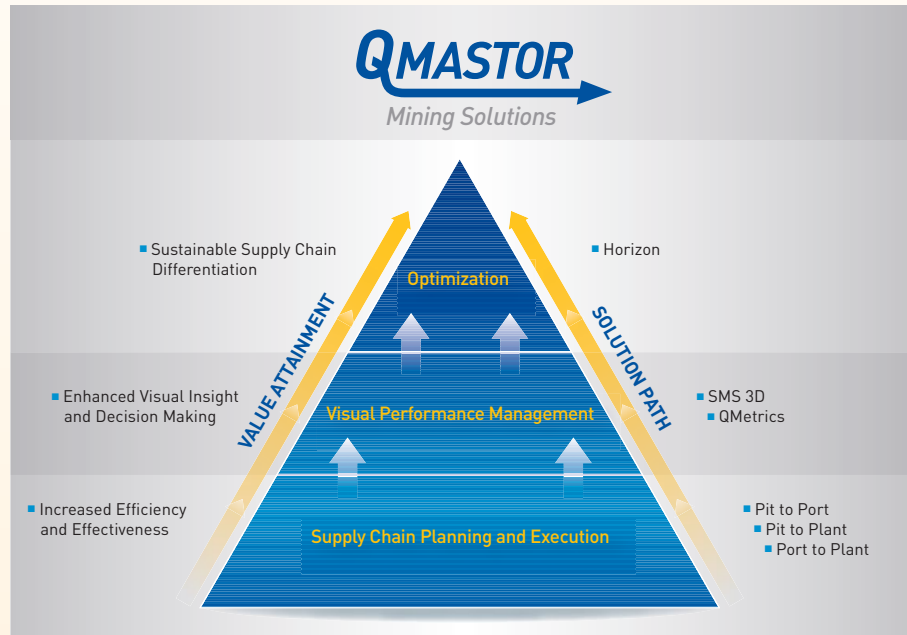 QMASTOR
Mining Solutions
Sustainable Supply Chain
Differentiation
Horizon
Optimization
VALUE ATTAINMENT
SOLUTION PATH
Enhanced Visual Insight
and Decision Making
Visual Performance Management
SMS 3D
QMetrics
Increased Efficiency
and Effectiveness
Supply Chain Planning and Execution
Pit to Port
Pit to Plant
Port to Plant